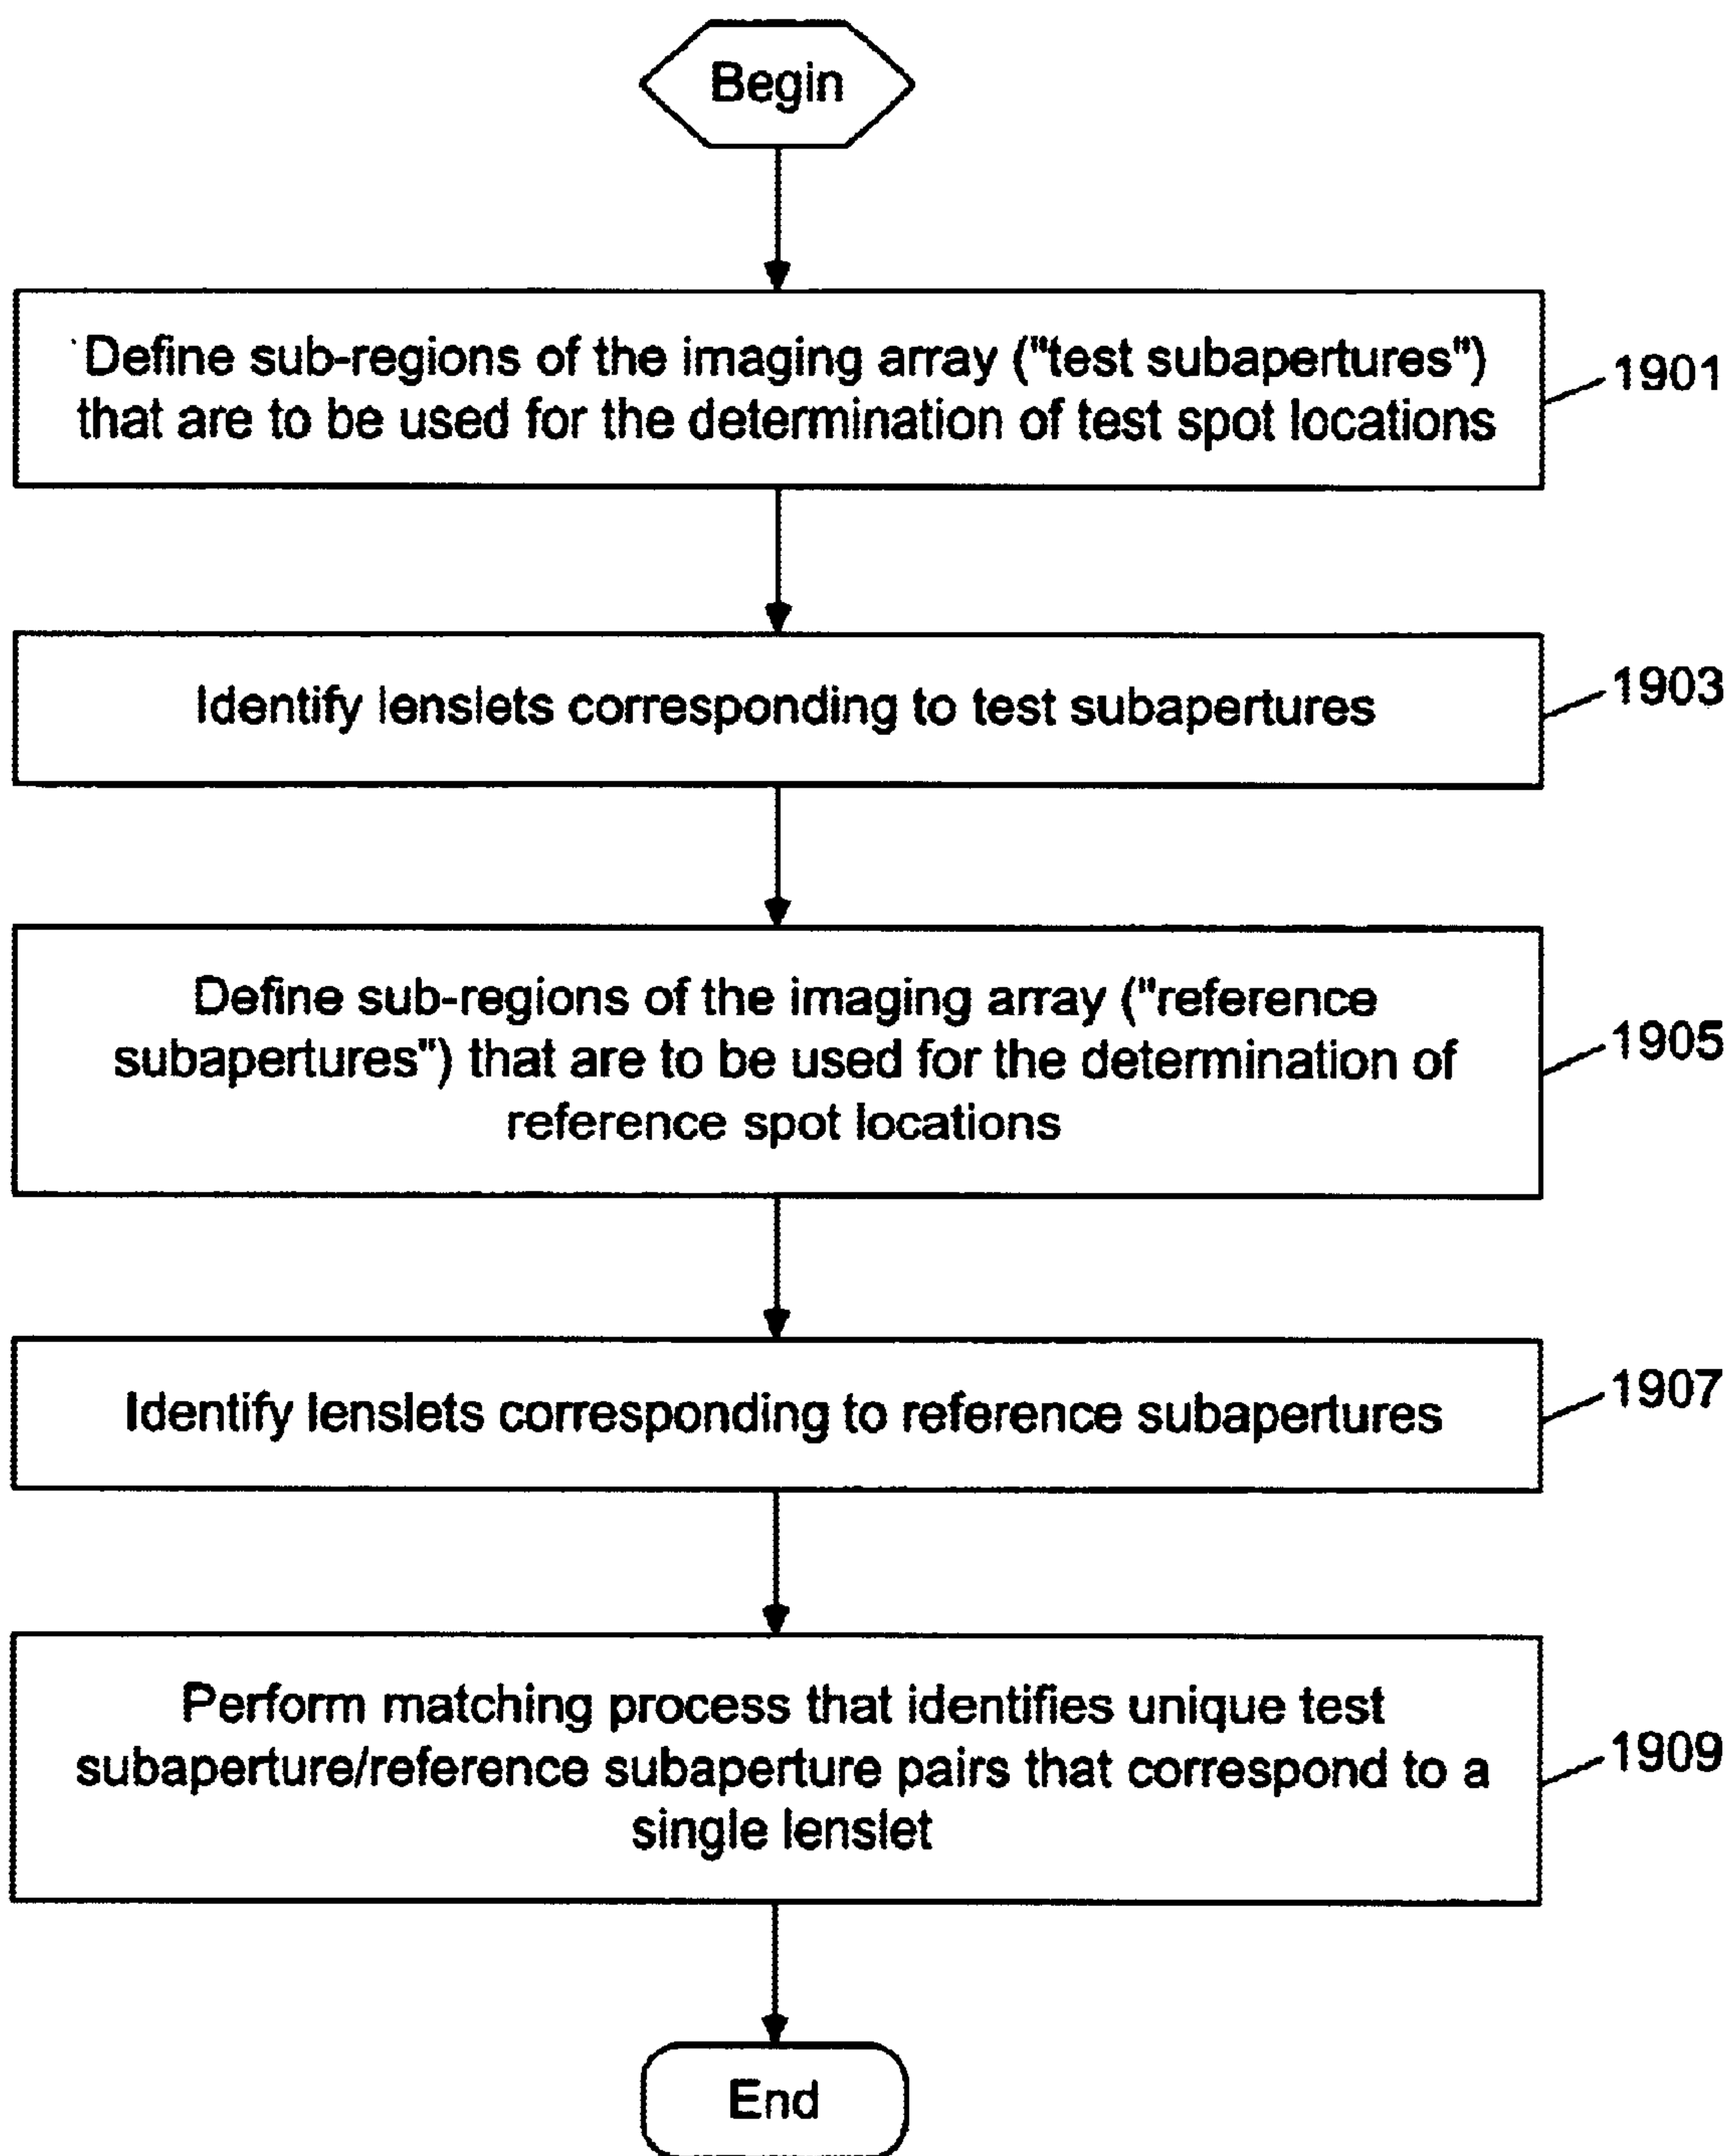 Begin
Define sub-regions of the imaging array ("test subapertures")
that are to be used for the determination of test spot locations
1901
Identify lenslets corresponding to test subapertures
1903
Define sub-regions of the imaging array ("reference
subapertures") that are to be used for the determination of
reference spot locations
1905
Identify lenslets corresponding to reference subapertures
1907
Perform matching process that identifies unique test
subaperture/reference subaperture pairs that correspond to a
single lenslet
1909
End